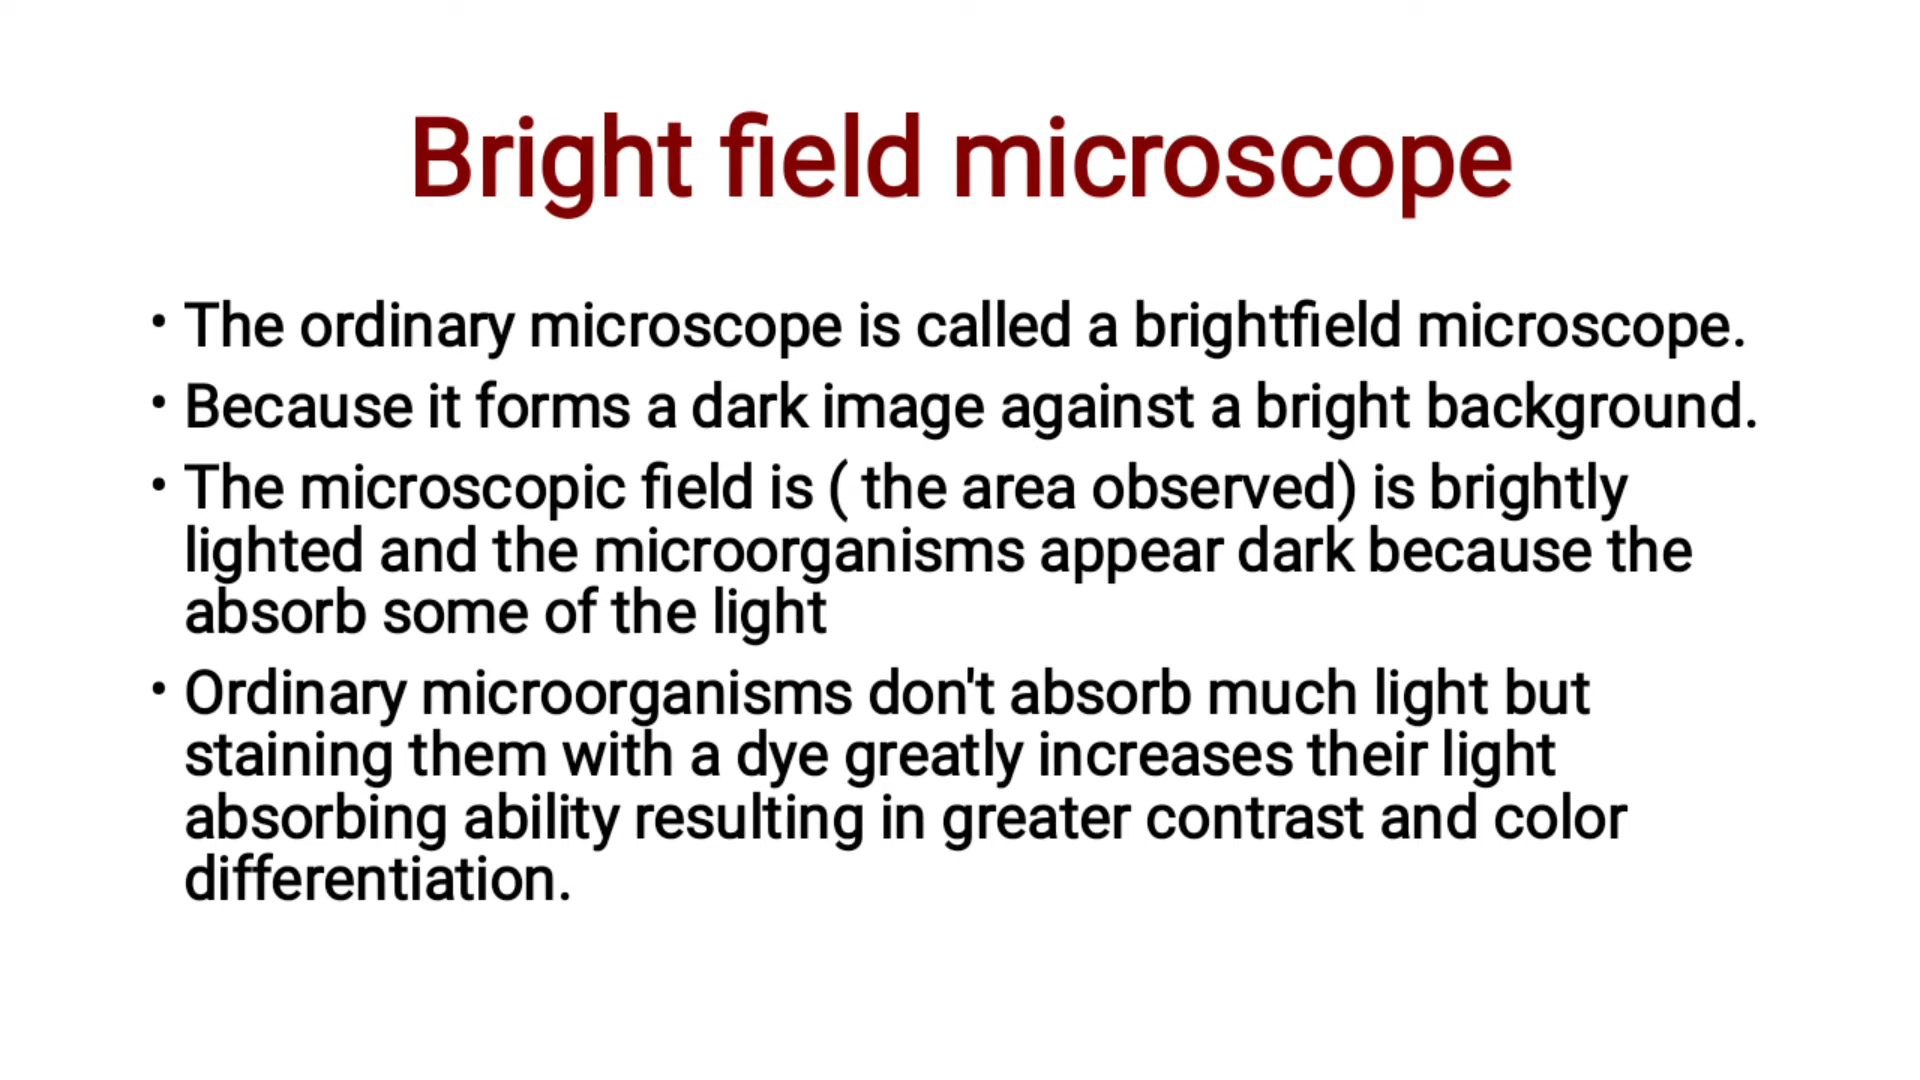 Bright field microscope
• The ordinary microscope is called a brightfield microscope.
• Because it forms a dark image against a bright background.
• The microscopic field is ( the area observed) is brightly
lighted and the microorganisms appear dark because the
absorb some of the light
• Ordinary microorganisms don't absorb much light but
staining them with a dye greatly increases their light
absorbing ability resulting in greater contrast and color
differentiation.